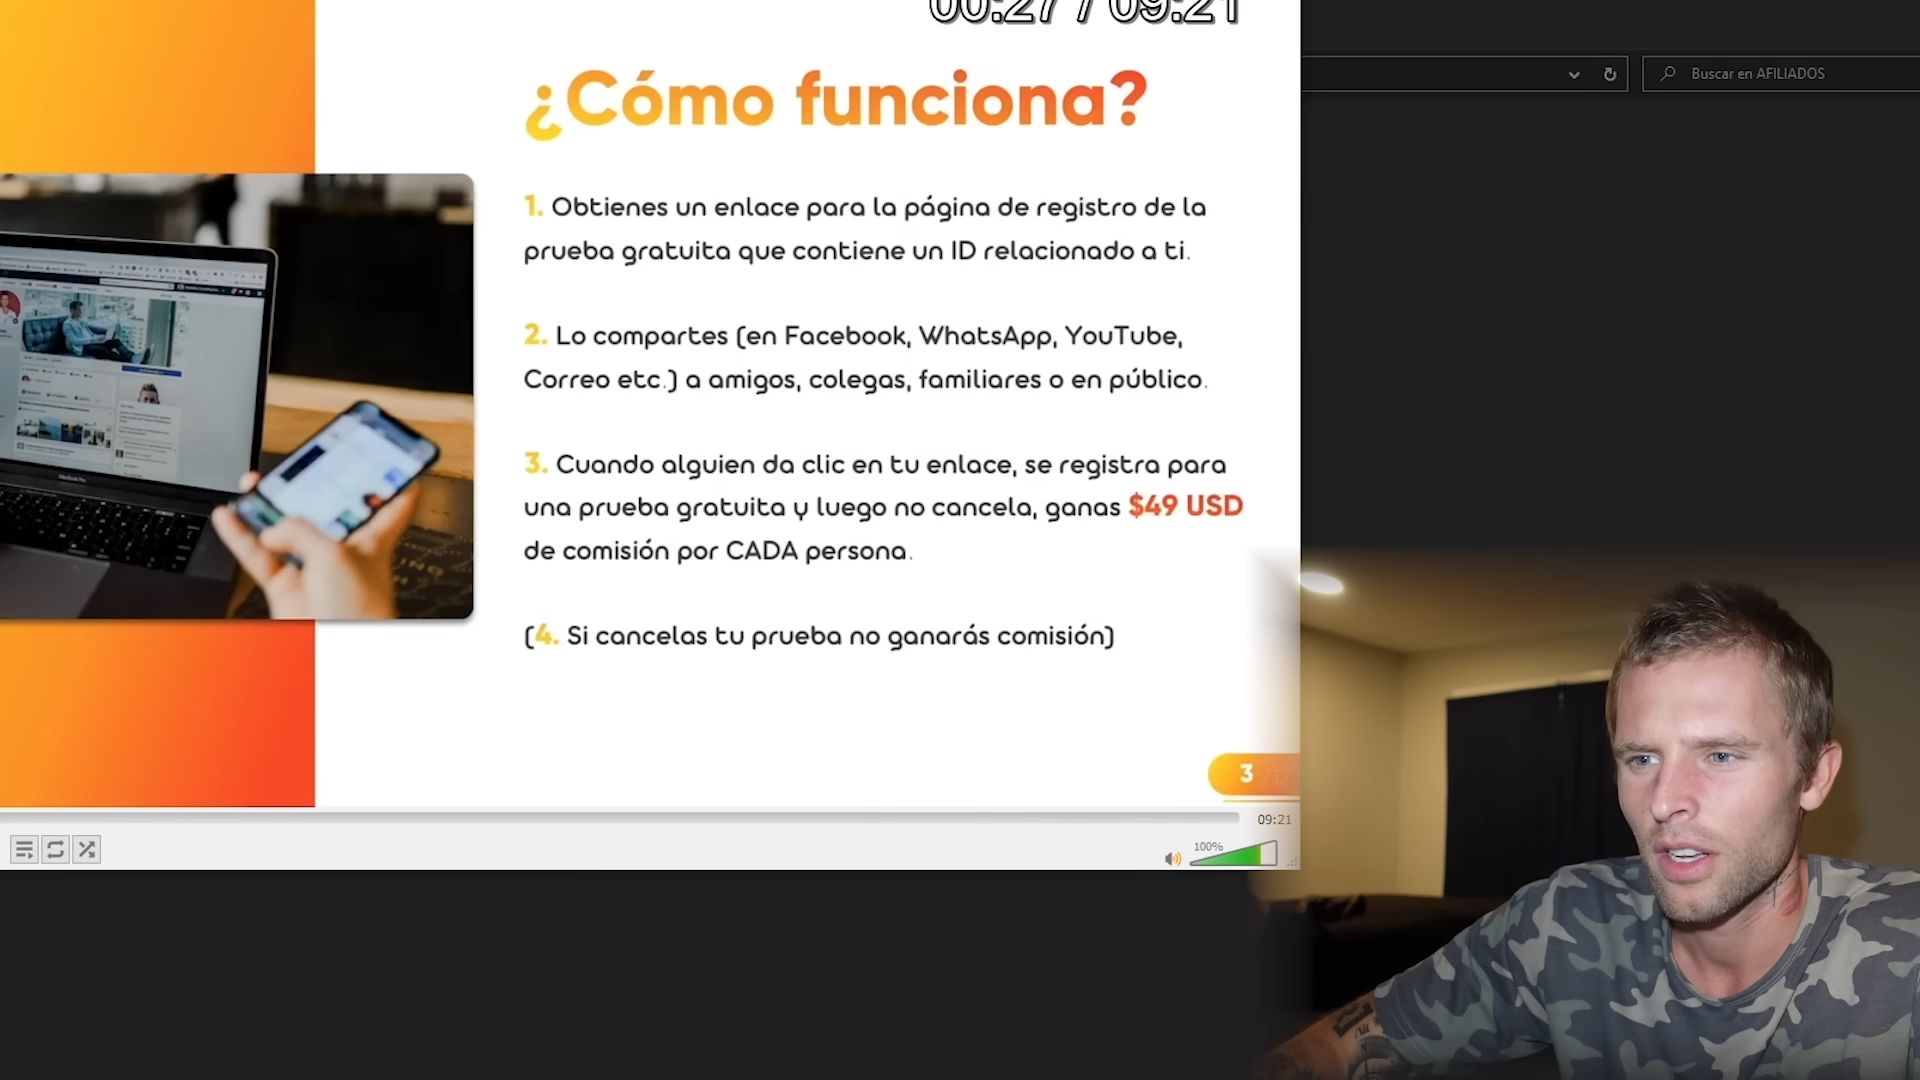 00:27 / 09:21
Buscar en AFILIADOS
¿Cómo funciona?
1. Obtienes un enlace para la página de registro de la
prueba gratuita que contiene un ID relacionado a ti.
2. Lo compartes (en Facebook, WhatsApp, YouTube,
Correo etc.) a amigos, colegas, familiares o en público.
3. Cuando alguien da clic en tu enlace, se registra para
una prueba gratuita y luego no cancela, ganas $49 USD
de comisión por CADA persona.
(4. Si cancelas tu prueba no ganarás comisión)
3 /12
09:21
100%